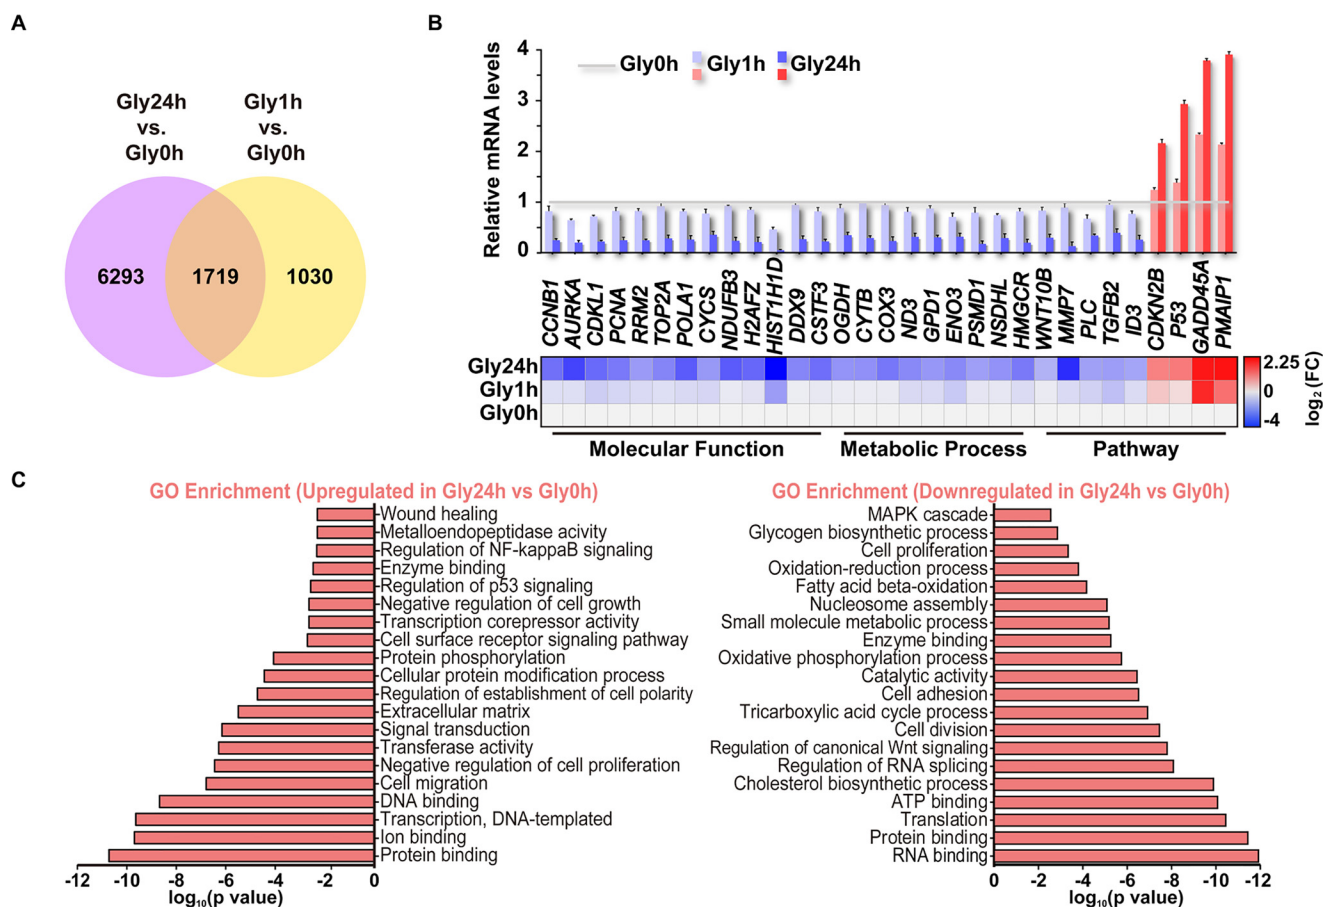 A
Gly24h
vs.
Gly0h
Gly1h
vs.
Gly0h
6293
1719
1030
B
Relative mRNA levels
4
3
2
1
0
Gly0h
Gly1h
Gly24h
CCNB1
AURKA
CDKL1
PCNA
RRM2
TOP2A
POLA1
CYCS
NDUFB3
H2AFZ
HIST1H1D
DDX9
CSTF3
OGDH
CYTB
COX3
ND3
GPD1
ENO3
PSMD1
NSDHL
HMGCR
WNT10B
MMP7
PLC
TGFB2
ID3
CDKN2B
P53
GADD45A
PMAIP1
Gly24h
Gly1h
Gly0h
2.25
0
-4
log₂ (FC)
Molecular Function
Metabolic Process
Pathway
C
GO Enrichment (Upregulated in Gly24h vs Gly0h)
Wound healing
Metalloendopeptidase acivity
Regulation of NF-kappaB signaling
Enzyme binding
Regulation of p53 signaling
Negative regulation of cell growth
Transcription corepressor activity
Cell surface receptor signaling pathway
Protein phosphorylation
Cellular protein modification process
Regulation of establishment of cell polarity
Extracellular matrix
Signal transduction
Transferase activity
Negative regulation of cell proliferation
Cell migration
DNA binding
Transcription, DNA-templated
Ion binding
Protein binding
-12 -10 -8 -6 -4 -2 0
log₁₀(p value)
GO Enrichment (Downregulated in Gly24h vs Gly0h)
MAPK cascade
Glycogen biosynthetic process
Cell proliferation
Oxidation-reduction process
Fatty acid beta-oxidation
Nucleosome assembly
Small molecule metabolic process
Enzyme binding
Oxidative phosphorylation process
Catalytic activity
Cell adhesion
Tricarboxylic acid cycle process
Cell division
Regulation of canonical Wnt signaling
Regulation of RNA splicing
Cholesterol biosynthetic process
ATP binding
Translation
Protein binding
RNA binding
0 -2 -4 -6 -8 -10 -12
log₁₀(p value)